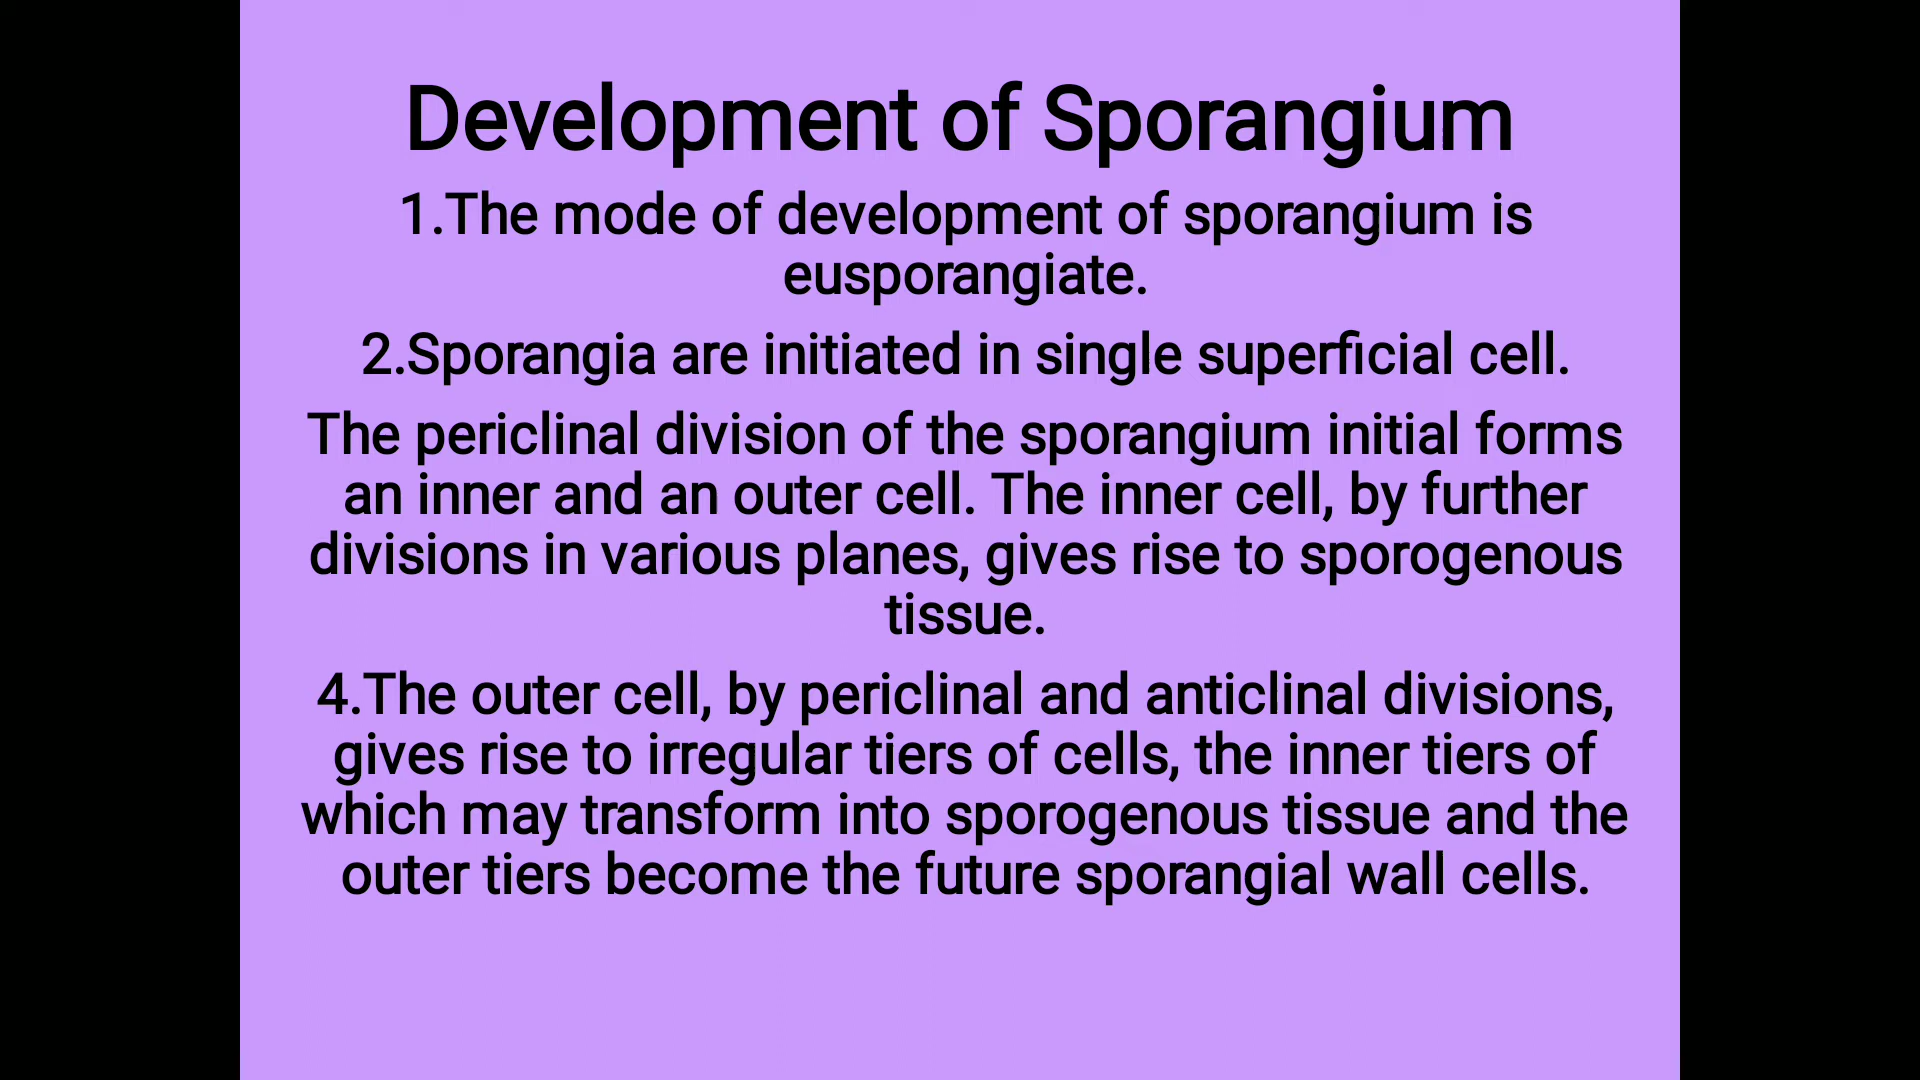 Development of Sporangium
1.The mode of development of sporangium is
eusporangiate.
2.Sporangia are initiated in single superficial cell.
The periclinal division of the sporangium initial forms
an inner and an outer cell. The inner cell, by further
divisions in various planes, gives rise to sporogenous
tissue.
4.The outer cell, by periclinal and anticlinal divisions,
gives rise to irregular tiers of cells, the inner tiers of
which may transform into sporogenous tissue and the
outer tiers become the future sporangial wall cells.